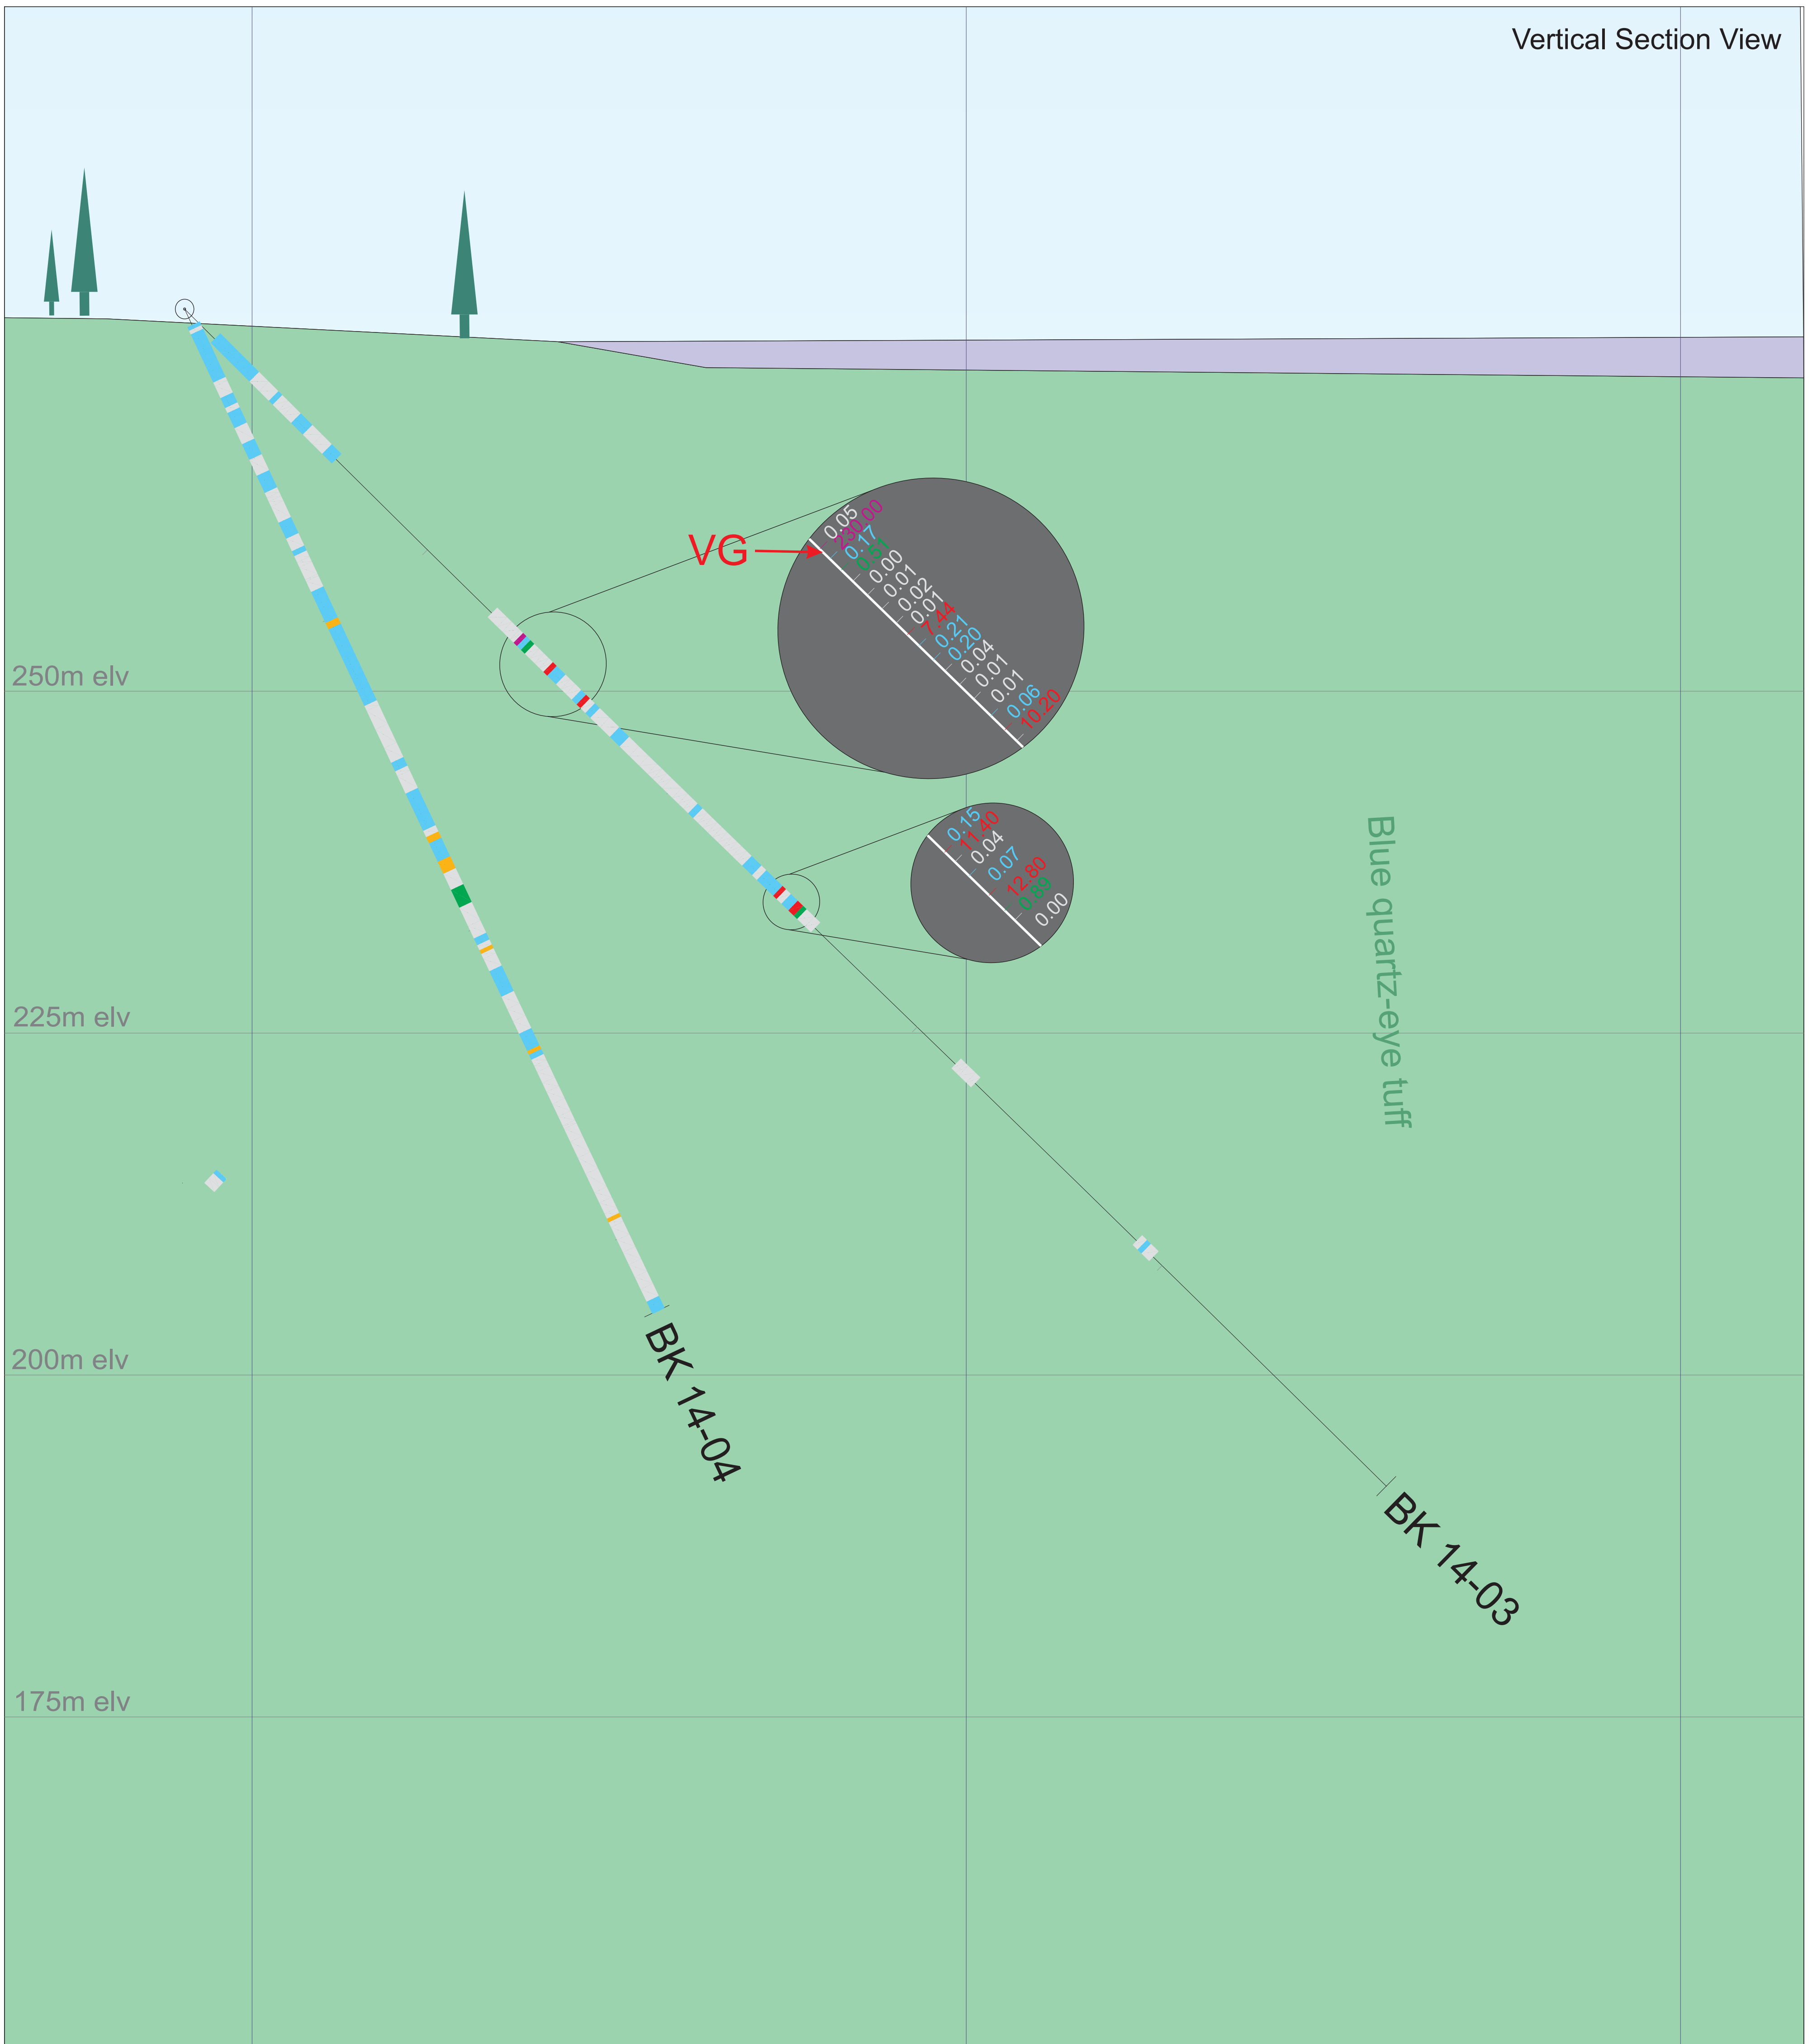 Vertical Section View
0.05
230.00
0.17
VG
0.00
0.01
0.02
0.01
7.44
0.21
0.20
0.04
0.01
0.01
0.06
10.20
250m elv
0.15
11.40
0.04
0.07
12.80
0.89
0.00
Blue quartz-eye tuff
225m elv
200m elv
BK 14-04
BK 14-03
175m elv